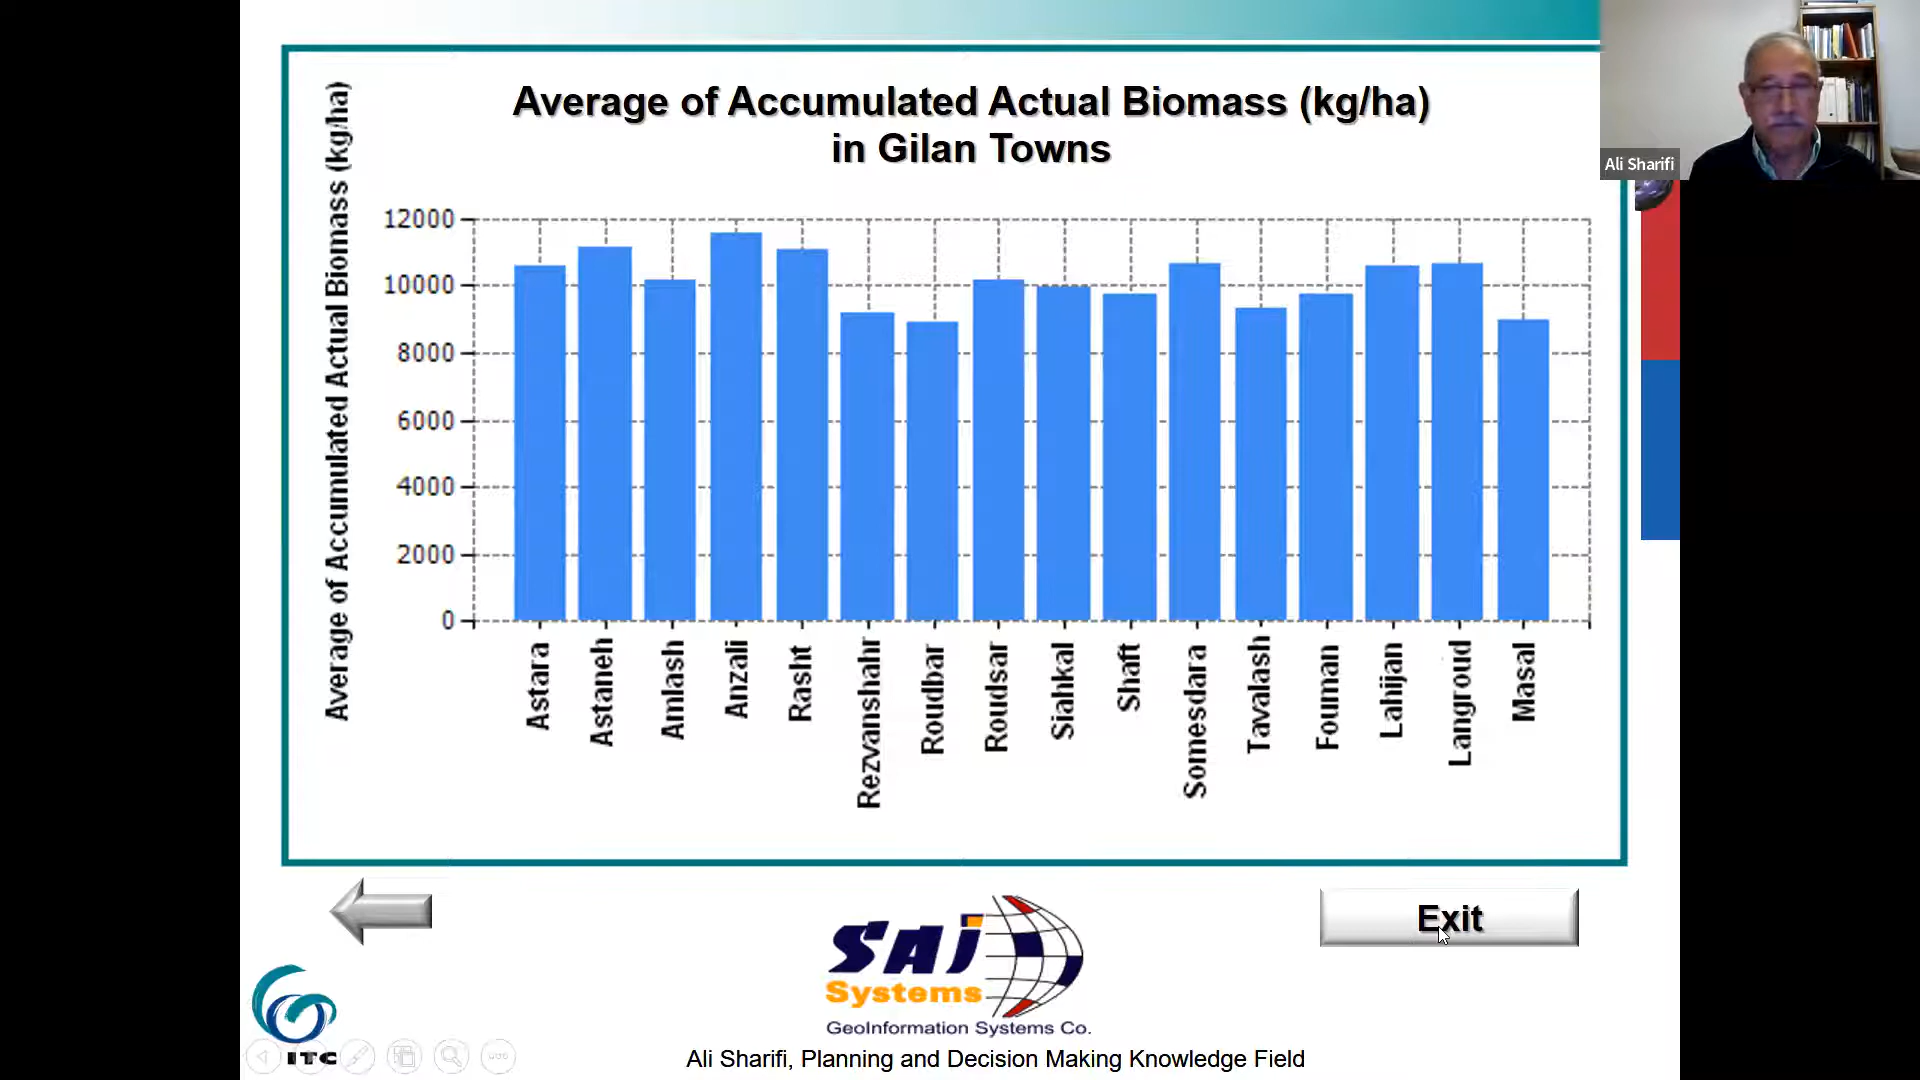 Average of Accumulated Actual Biomass (kg/ha)
in Gilan Towns
Ali Sharifi
Average of Accumulated Actual Biomass (kg/ha)
12000
10000
8000
6000
4000
2000
0
Astara
Astaneh
Amlash
Anzali
Rasht
Rezvanshahr
Roudbar
Roudsar
Siahkal
Shaft
Somesdara
Tavalash
Fouman
Lahijan
Langroud
Masal
Exit
SAJ
Systems
GeoInformation Systems Co.
ITC
Ali Sharifi, Planning and Decision Making Knowledge Field